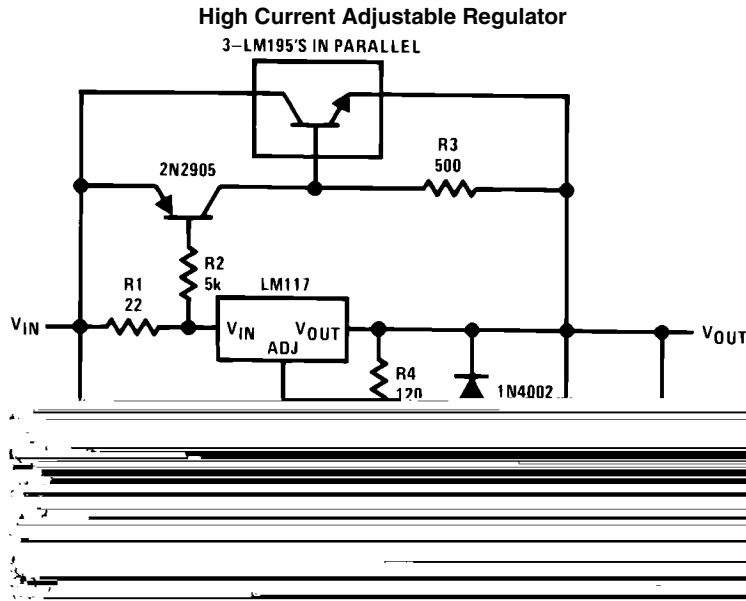 High Current Adjustable Regulator
3–LM195'S IN PARALLEL
2N2905
R3
500
R2
5k
LM117
R1
22
VIN
VIN
VOUT
ADJ
VOUT
R4
120
1N4002